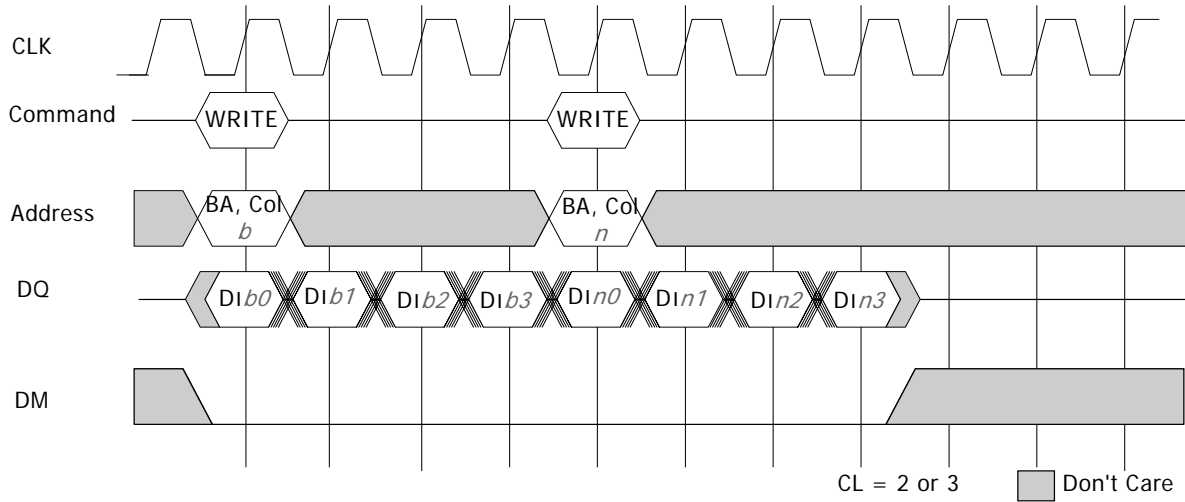 CLK
Command
WRITE
WRITE
Address
BA, Col
b
BA, Col
n
DQ
DIb0
DIb1
DIb2
DIb3
DIn0
DIn1
DIn2
DIn3
DM
CL = 2 or 3
Don't Care